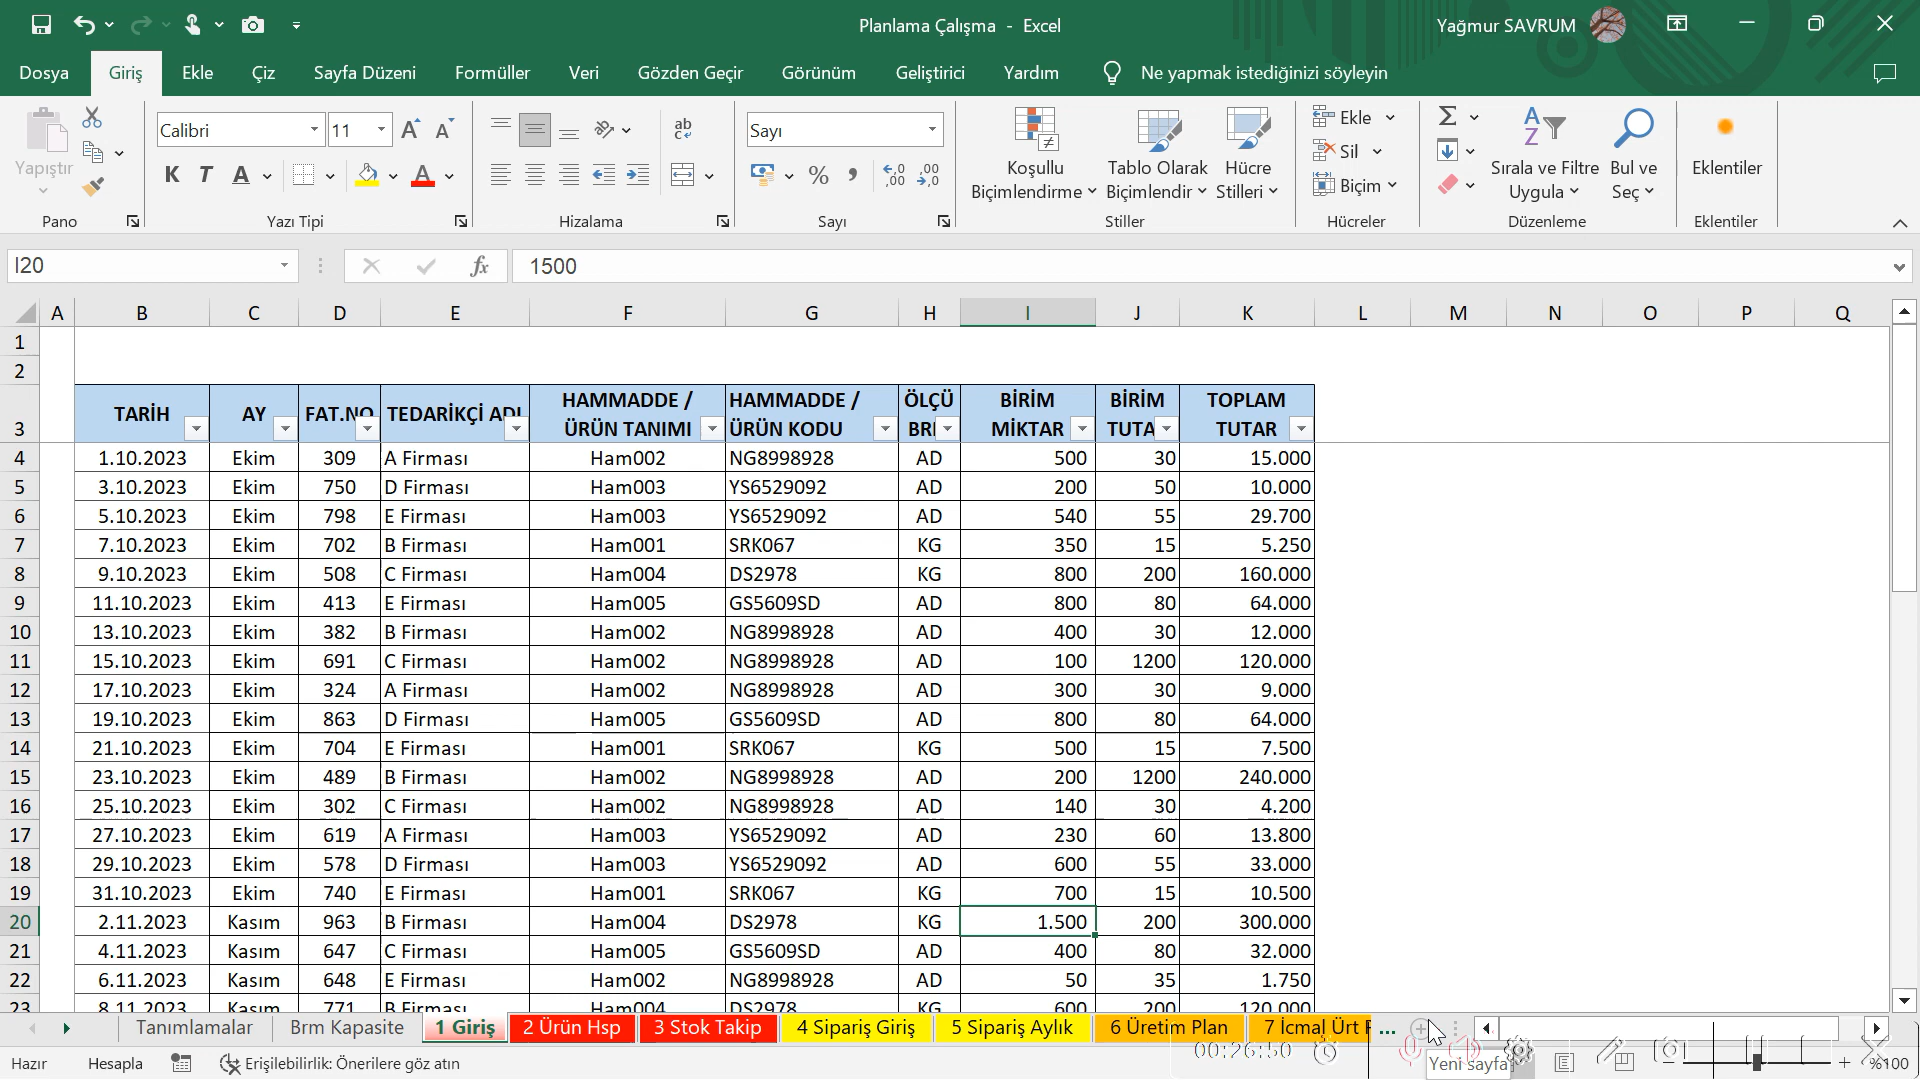 Planlama Çalışma - Excel
Yağmur SAVRUM
Dosya Giriş Ekle Çiz Sayfa Düzeni Formüller Veri Gözden Geçir Görünüm Geliştirici Yardım Ne yapmak istediğinizi söyleyin
Yapıştır
Calibri 11
K T A
Sayı
Koşullu Biçimlendirme
Tablo Olarak Biçimlendir
Hücre Stilleri
Ekle
Sil
Biçim
Sırala ve Filtre Uygula
Bul ve Seç
Eklentiler
Pano Yazı Tipi Hizalama Sayı Stiller Hücreler Düzenleme Eklentiler
I20 fx 1500
A B C D E F G H I J K L M N O P Q
1
2
3 TARİH AY FAT.NO TEDARİKÇİ ADI HAMMADDE / ÜRÜN TANIMI HAMMADDE / ÜRÜN KODU ÖLÇÜ BRİ BİRİM MİKTAR BİRİM TUTA TOPLAM TUTAR
4 1.10.2023 Ekim 309 A Firması Ham002 NG8998928 AD 500 30 15.000
5 3.10.2023 Ekim 750 D Firması Ham003 YS6529092 AD 200 50 10.000
6 5.10.2023 Ekim 798 E Firması Ham003 YS6529092 AD 540 55 29.700
7 7.10.2023 Ekim 702 B Firması Ham001 SRK067 KG 350 15 5.250
8 9.10.2023 Ekim 508 C Firması Ham004 DS2978 KG 800 200 160.000
9 11.10.2023 Ekim 413 E Firması Ham005 GS5609SD AD 800 80 64.000
10 13.10.2023 Ekim 382 B Firması Ham002 NG8998928 AD 400 30 12.000
11 15.10.2023 Ekim 691 C Firması Ham002 NG8998928 AD 100 1200 120.000
12 17.10.2023 Ekim 324 A Firması Ham002 NG8998928 AD 300 30 9.000
13 19.10.2023 Ekim 863 D Firması Ham005 GS5609SD AD 800 80 64.000
14 21.10.2023 Ekim 704 E Firması Ham001 SRK067 KG 500 15 7.500
15 23.10.2023 Ekim 489 B Firması Ham002 NG8998928 AD 200 1200 240.000
16 25.10.2023 Ekim 302 C Firması Ham002 NG8998928 AD 140 30 4.200
17 27.10.2023 Ekim 619 A Firması Ham003 YS6529092 AD 230 60 13.800
18 29.10.2023 Ekim 578 D Firması Ham003 YS6529092 AD 600 55 33.000
19 31.10.2023 Ekim 740 E Firması Ham001 SRK067 KG 700 15 10.500
20 2.11.2023 Kasım 963 B Firması Ham004 DS2978 KG 1.500 200 300.000
21 4.11.2023 Kasım 647 C Firması Ham005 GS5609SD AD 400 80 32.000
22 6.11.2023 Kasım 648 E Firması Ham002 NG8998928 AD 50 35 1.750
23 8.11.2023 Kasım 771 B Firması Ham004 DS2978 KG 600 200 120.000
Tanımlamalar Brm Kapasite 1 Giriş 2 Ürün Hsp 3 Stok Takip 4 Sipariş Giriş 5 Sipariş Aylık 6 Üretim Plan 7 İcmal Ürt
00:26:50
Hazır Hesapla Erişilebilirlik: Önerilere göz atın Yeni sayfa %100